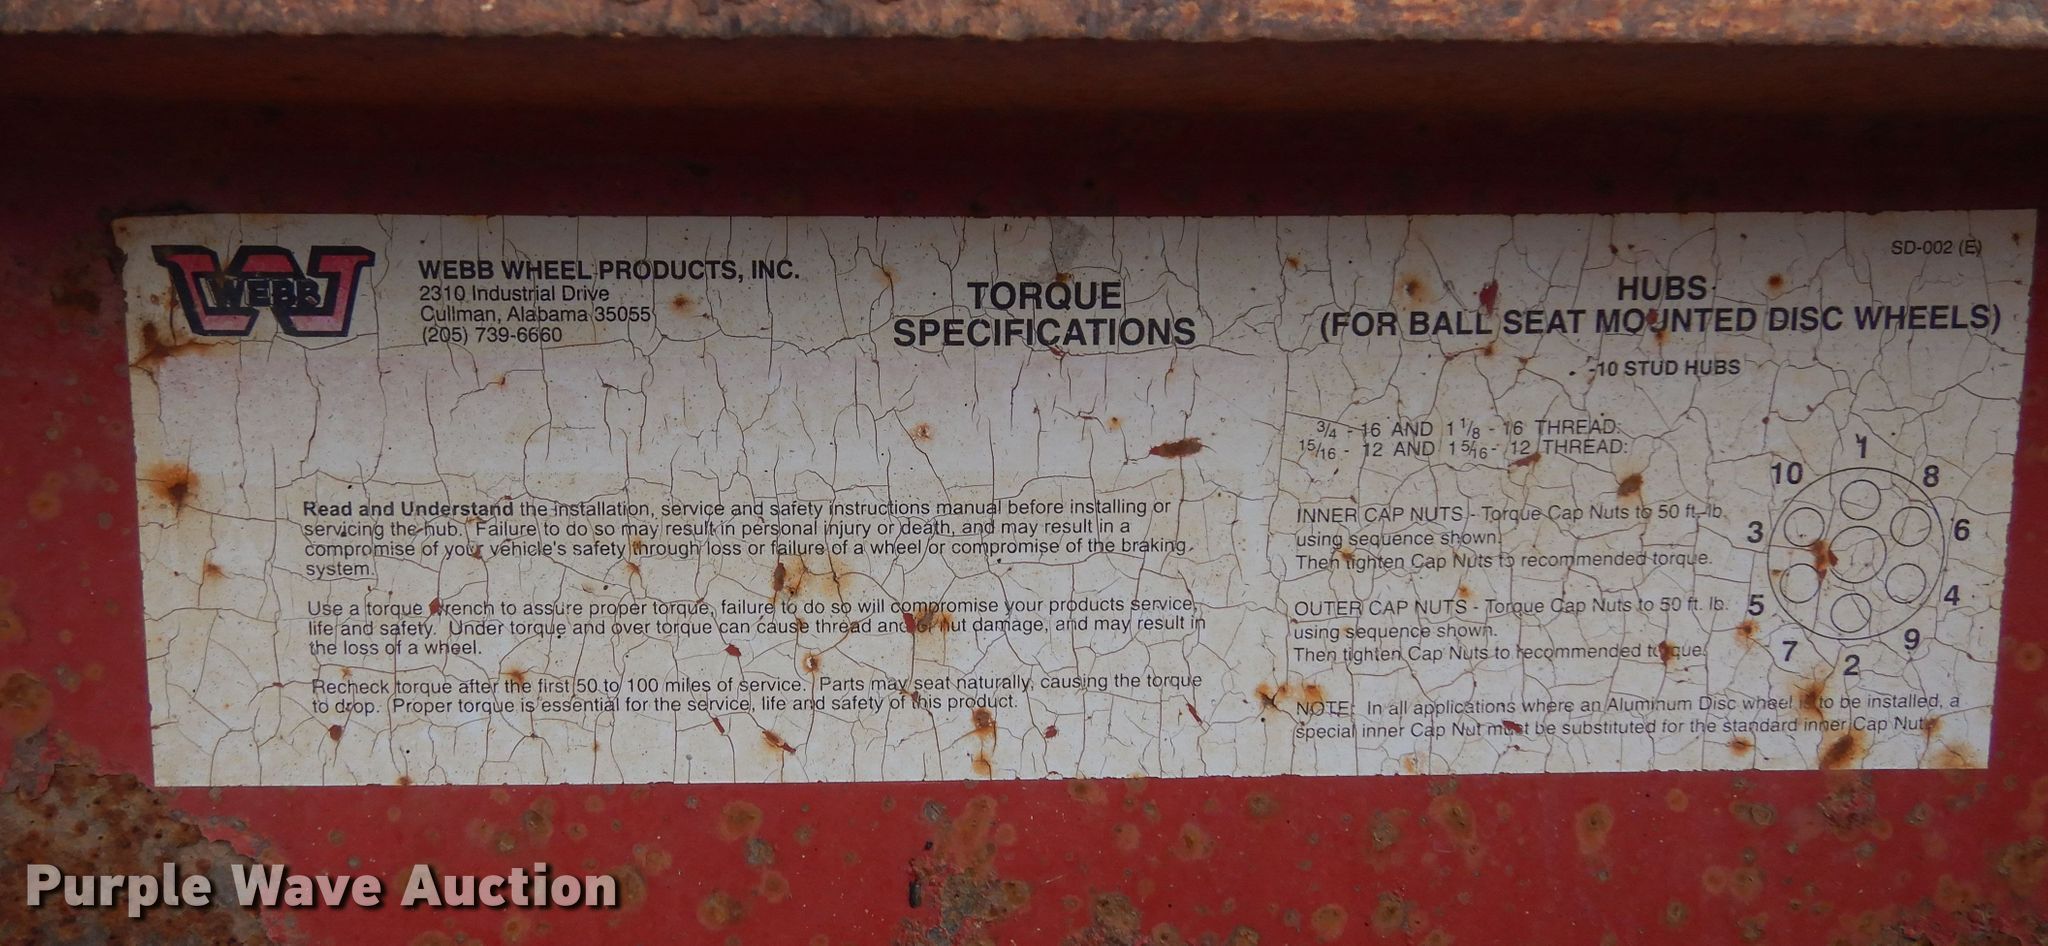 WEBB
WEBB WHEEL PRODUCTS, INC.
2310 Industrial Drive
Cullman, Alabama 35055
(205) 739-6660
TORQUE
SPECIFICATIONS
Read and Understand the installation, service and safety instructions manual before installing or
servicing the hub. Failure to do so may result in personal injury or death, and may result in a
compromise of your vehicle's safety through loss or failure of a wheel or compromise of the braking
system.
Use a torque wrench to assure proper torque, failure to do so will compromise your products service,
life and safety. Under torque and over torque can cause thread and/or nut damage, and may result in
the loss of a wheel.
Recheck torque after the first 50 to 100 miles of service. Parts may seat naturally, causing the torque
to drop. Proper torque is essential for the service, life and safety of this product.
SD-002 (E)
HUBS
(FOR BALL SEAT MOUNTED DISC WHEELS)
-10 STUD HUBS
3/4 - 16 AND 1 1/8 - 16 THREAD:
15/16 - 12 AND 1 5/16 - 12 THREAD:
INNER CAP NUTS - Torque Cap Nuts to 50 ft.-lb.
using sequence shown.
Then tighten Cap Nuts to recommended torque.
OUTER CAP NUTS - Torque Cap Nuts to 50 ft. lb.
using sequence shown.
Then tighten Cap Nuts to recommended torque.
1
10 8
3 6
5 4
7 9
2
NOTE: In all applications where an Aluminum Disc wheel is to be installed, a
special inner Cap Nut must be substituted for the standard inner Cap Nut.
Purple Wave Auction